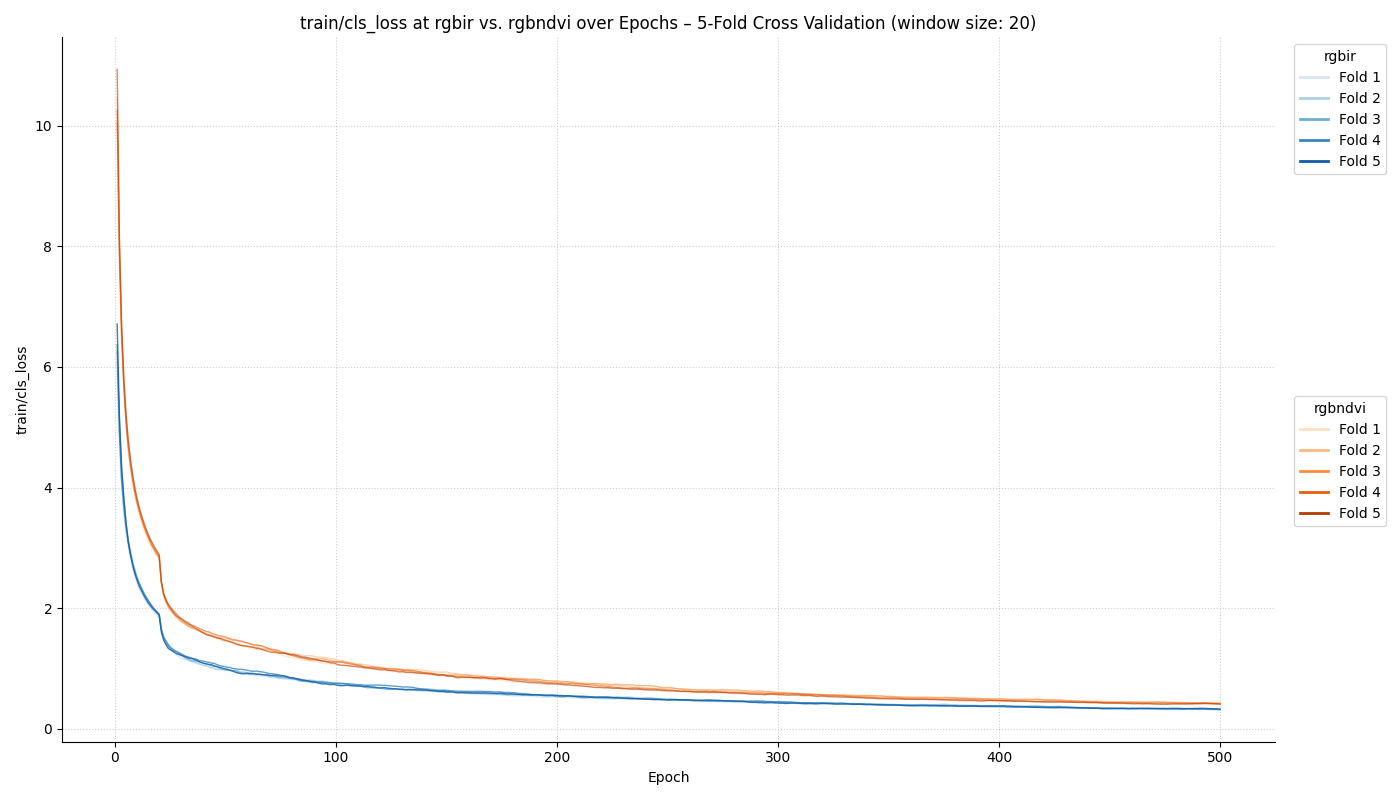 train/cls_loss at rgbir vs. rgbndvi over Epochs – 5-Fold Cross Validation (window size: 20)
rgbir
Fold 1
Fold 2
Fold 3
Fold 4
Fold 5
rgbndvi
Fold 1
Fold 2
Fold 3
Fold 4
Fold 5
train/cls_loss
10
8
6
4
2
0
0 100 200 300 400 500
Epoch